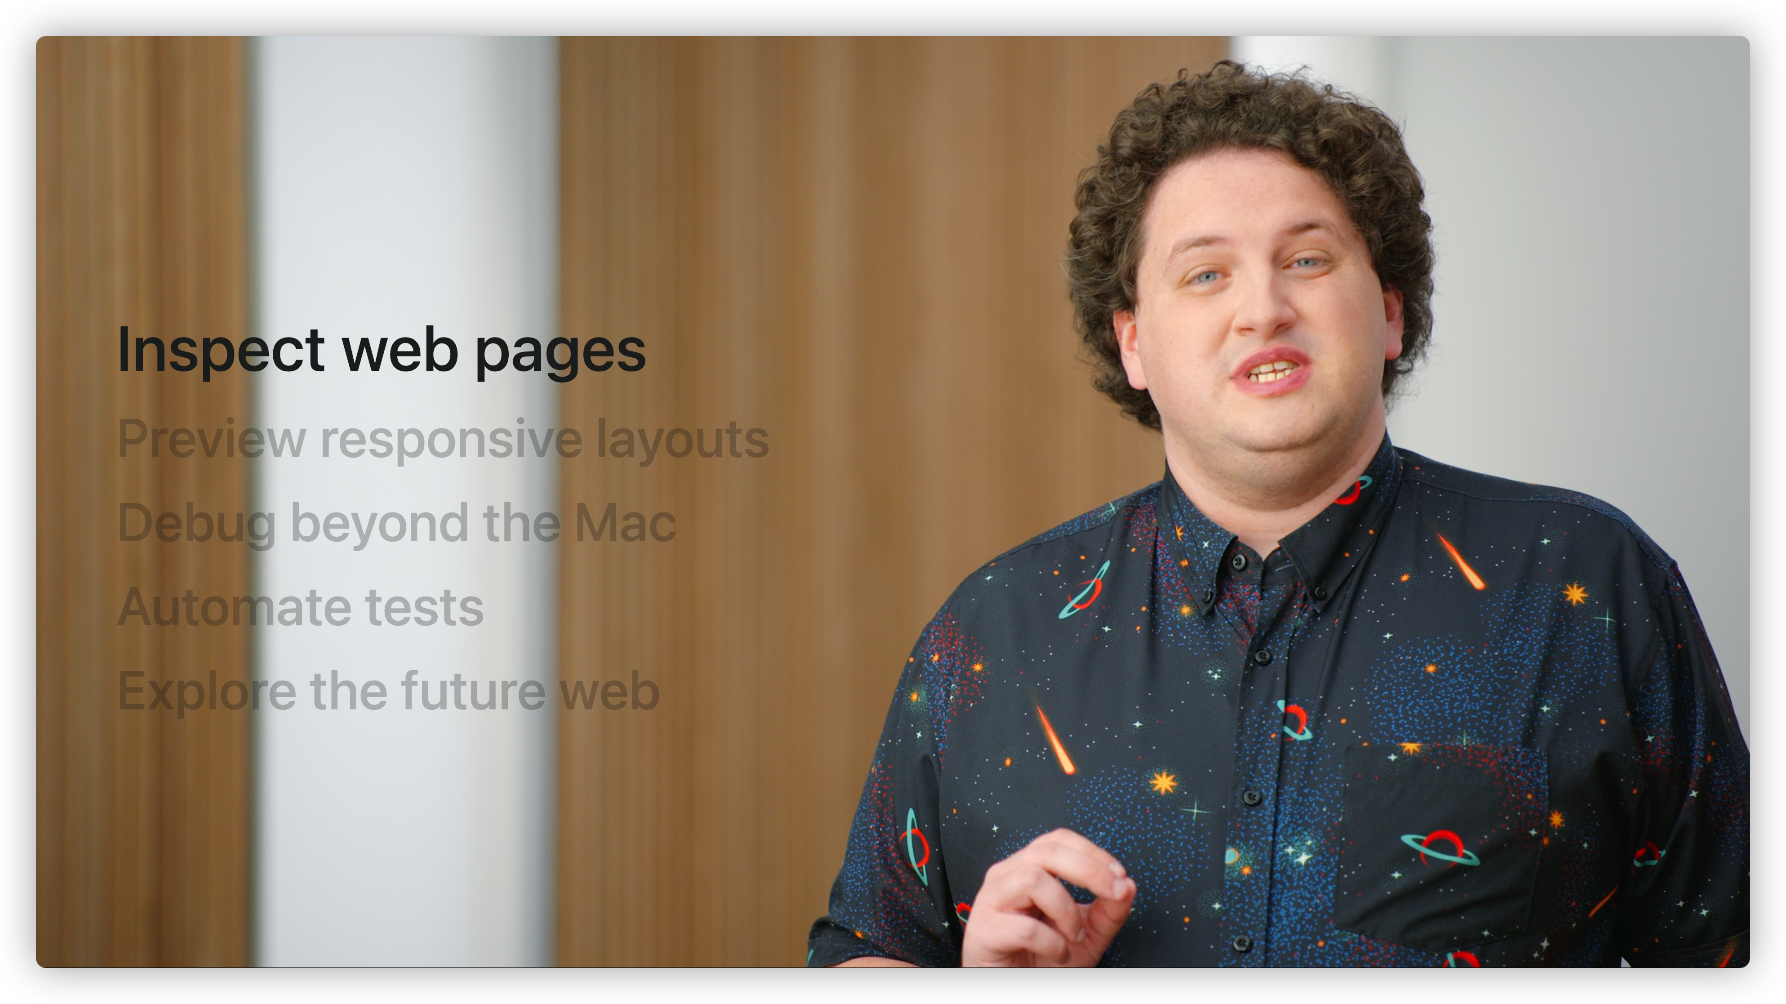 Inspect web pages
Preview responsive layouts
Debug beyond the Mac
Automate tests
Explore the future web